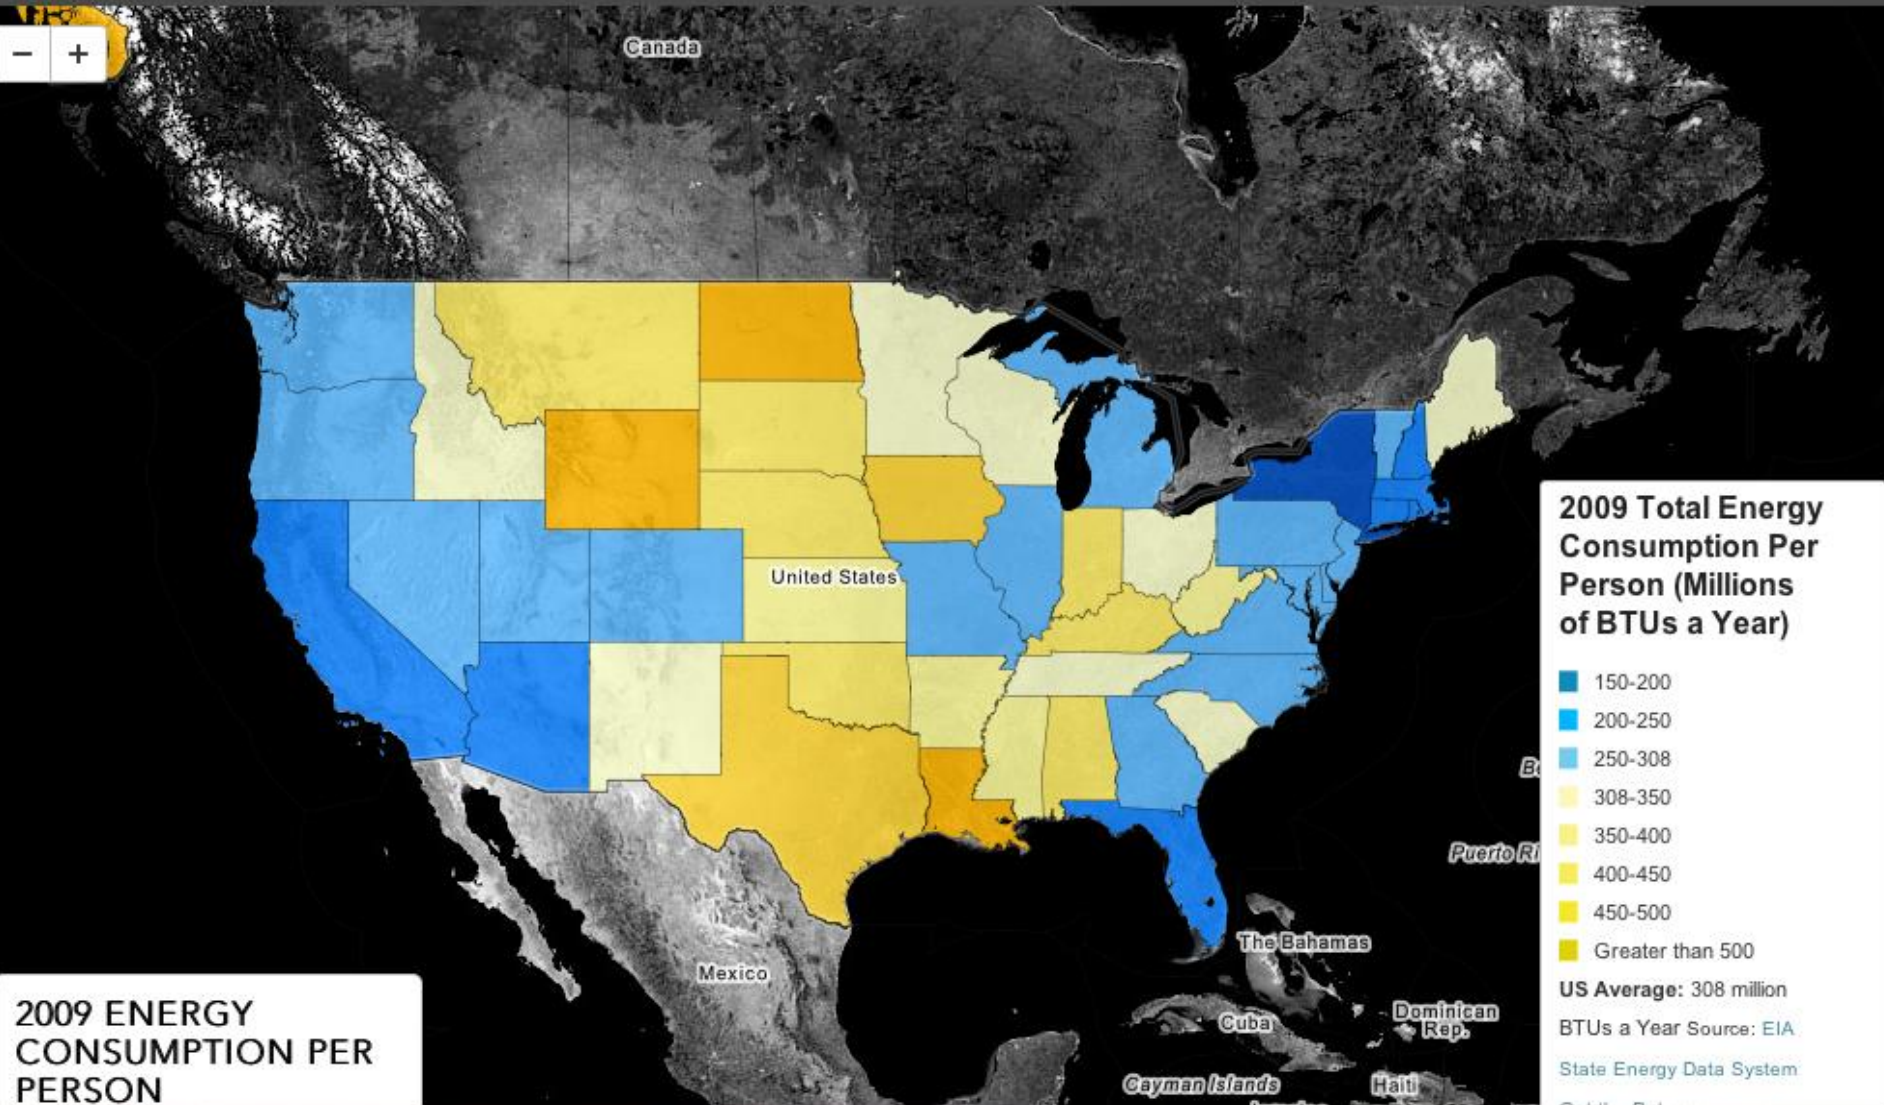 Canada
−
+
United States
2009 Total Energy
Consumption Per
Person (Millions
of BTUs a Year)
150-200
200-250
250-308
308-350
350-400
400-450
450-500
Greater than 500
US Average: 308 million
BTUs a Year Source: EIA
State Energy Data System
Puerto Ri
The Bahamas
Mexico
Dominican
Rep.
Cuba
Cayman Islands
Haiti
2009 ENERGY
CONSUMPTION PER
PERSON